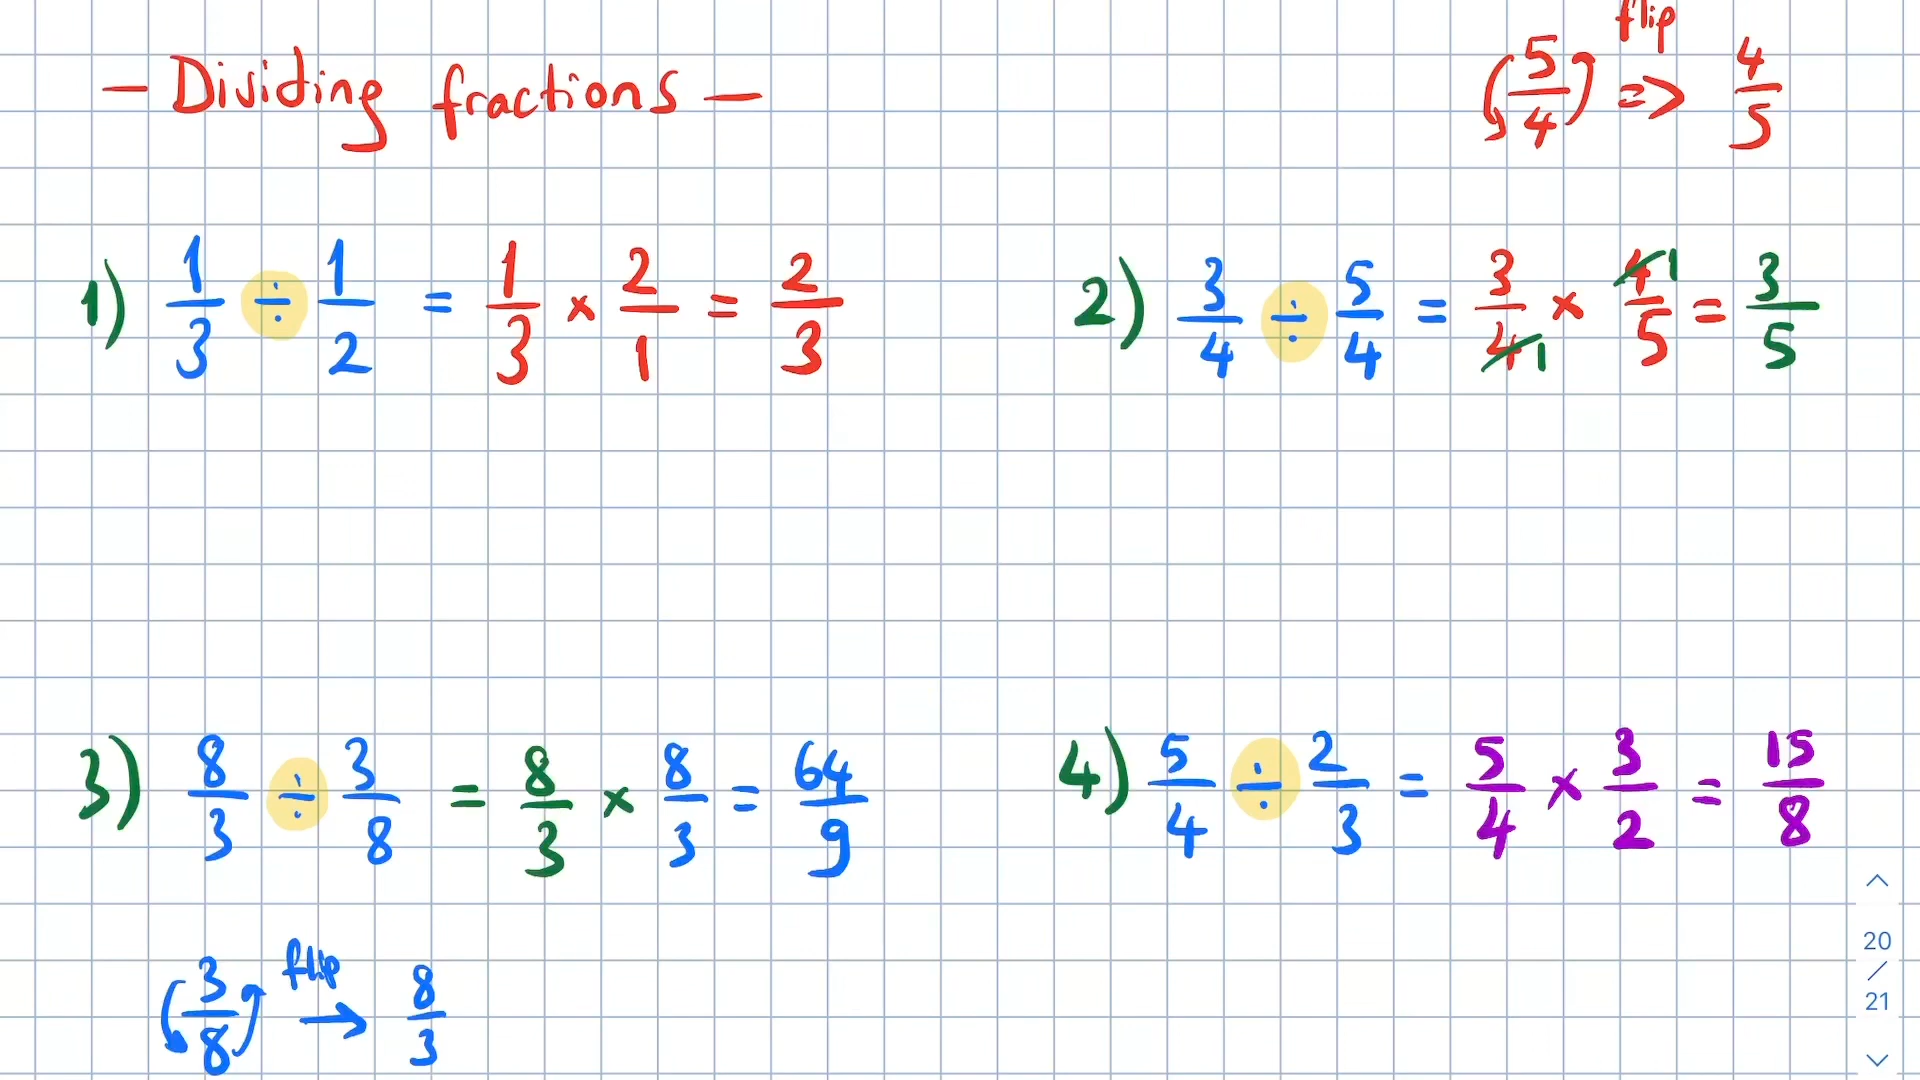 - Dividing fractions -
flip
(5/4) => 4/5
1) 1/3 ÷ 1/2 = 1/3 × 2/1 = 2/3
2) 3/4 ÷ 5/4 = 3/4 1 × 4/5 1 = 3/5
3) 8/3 ÷ 3/8 = 8/3 × 8/3 = 64/9
4) 5/4 ÷ 2/3 = 5/4 × 3/2 = 15/8
flip
(3/8) → 8/3
20
/
21